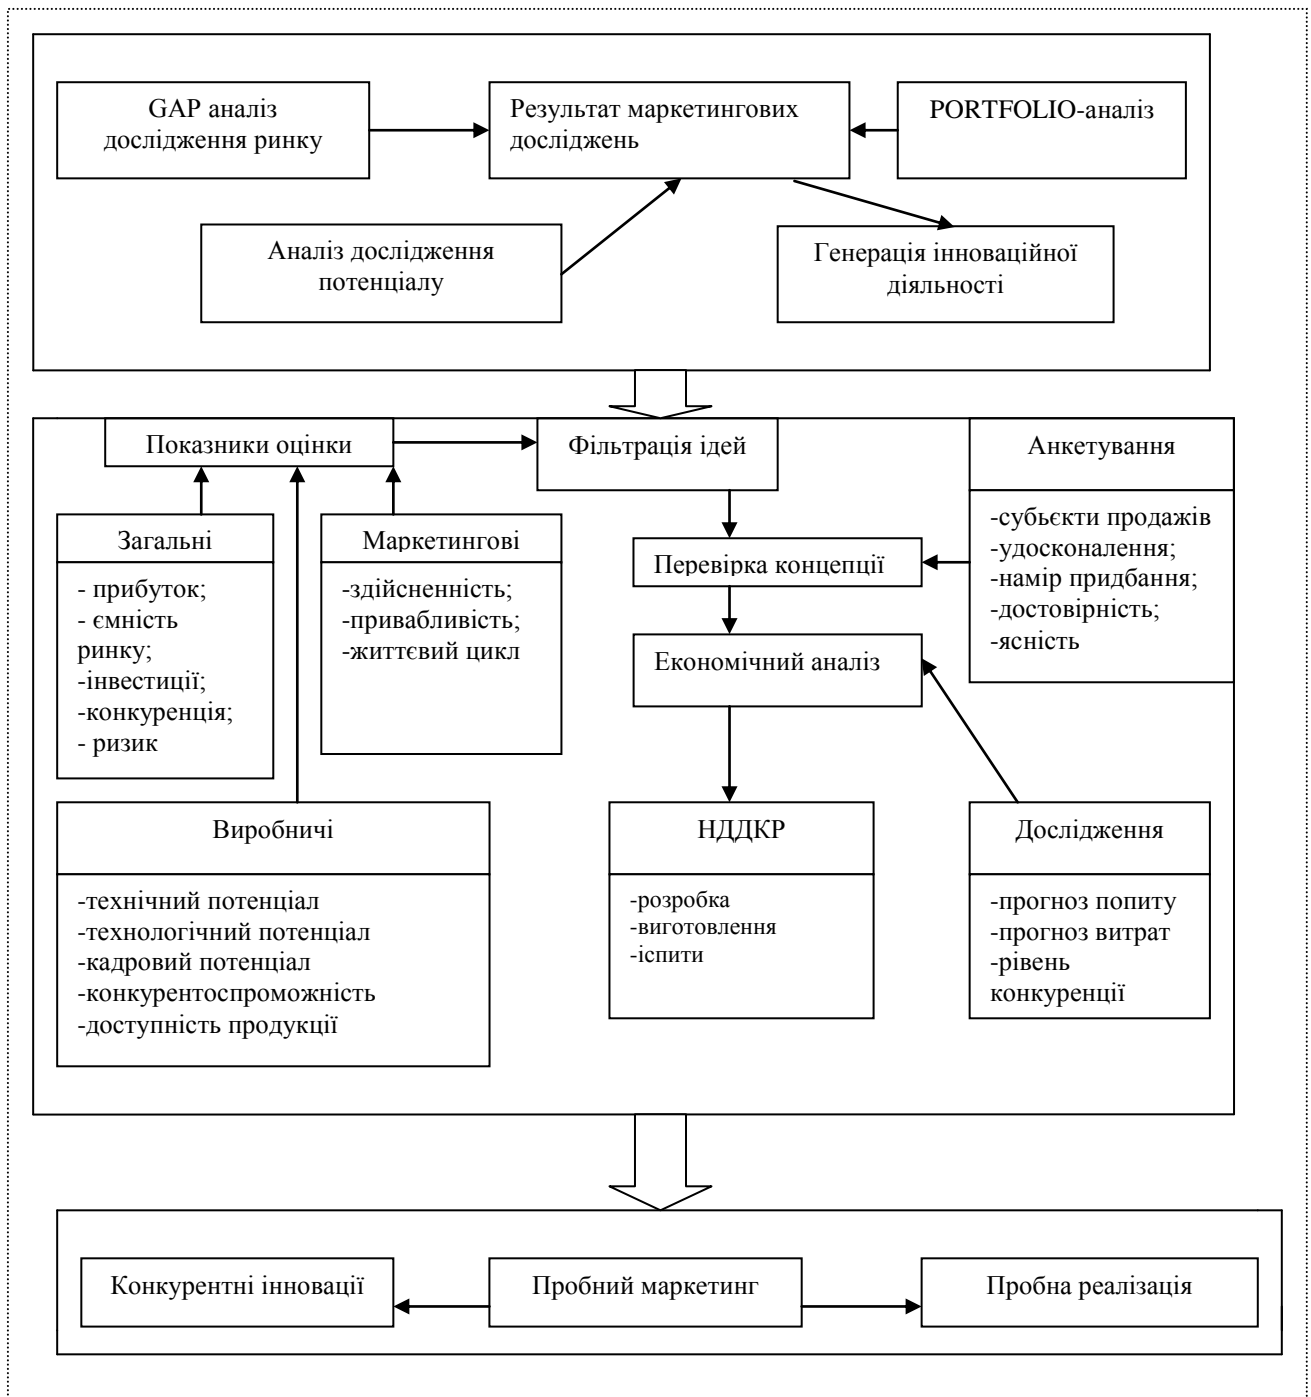 GAP аналіз
дослідження ринку
Результат маркетингових
досліджень
PORTFOLIO-аналіз
Аналіз дослідження
потенціалу
Генерація інноваційної
діяльності
Показники оцінки
Фільтрація ідей
Анкетування
-субьєкти продажів
-удосконалення;
-намір придбання;
-достовірність;
-ясність
Загальні
- прибуток;
- ємність
ринку;
-інвестиції;
-конкуренція;
- ризик
Маркетингові
-здійсненність;
-привабливість;
-життєвий цикл
Перевірка концепції
Економічний аналіз
Виробничі
-технічний потенціал
-технологічний потенціал
-кадровий потенціал
-конкурентоспроможність
-доступність продукції
НДДКР
-розробка
-виготовлення
-іспити
Дослідження
-прогноз попиту
-прогноз витрат
-рівень
конкуренції
Конкурентні інновації
Пробний маркетинг
Пробна реалізація